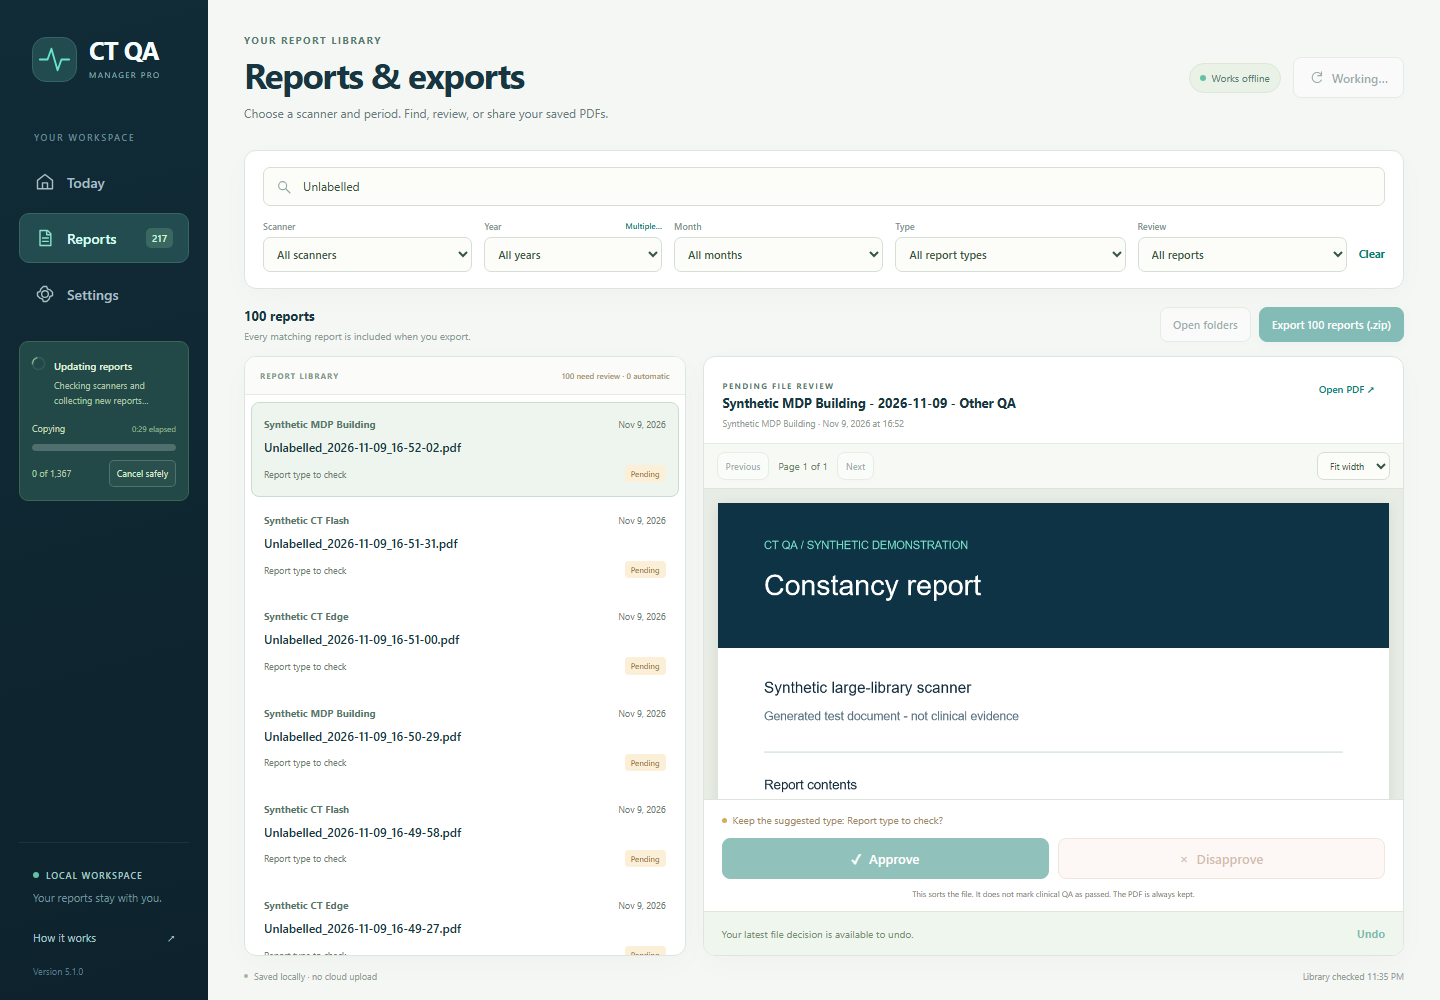 CT QA
MANAGER PRO
YOUR WORKSPACE
Today
Reports 217
Settings
Updating reports
Checking scanners and
collecting new reports...
Copying 0:29 elapsed
0 of 1,367 Cancel safely
LOCAL WORKSPACE
Your reports stay with you.
How it works ↗
Version 5.1.0
YOUR REPORT LIBRARY
Reports & exports
Choose a scanner and period. Find, review, or share your saved PDFs.
Works offline
Working...
Unlabelled
Scanner Year Multiple... Month Type Review
All scanners All years All months All report types All reports Clear
100 reports
Every matching report is included when you export.
Open folders Export 100 reports (.zip)
REPORT LIBRARY 100 need review · 0 automatic
Synthetic MDP Building Nov 9, 2026
Unlabelled_2026-11-09_16-52-02.pdf
Report type to check Pending
Synthetic CT Flash Nov 9, 2026
Unlabelled_2026-11-09_16-51-31.pdf
Report type to check Pending
Synthetic CT Edge Nov 9, 2026
Unlabelled_2026-11-09_16-51-00.pdf
Report type to check Pending
Synthetic MDP Building Nov 9, 2026
Unlabelled_2026-11-09_16-50-29.pdf
Report type to check Pending
Synthetic CT Flash Nov 9, 2026
Unlabelled_2026-11-09_16-49-58.pdf
Report type to check Pending
Synthetic CT Edge Nov 9, 2026
Unlabelled_2026-11-09_16-49-27.pdf
Report type to check Pending
PENDING FILE REVIEW
Synthetic MDP Building - 2026-11-09 - Other QA
Synthetic MDP Building · Nov 9, 2026 at 16:52
Open PDF ↗
Previous Page 1 of 1 Next Fit width
CT QA / SYNTHETIC DEMONSTRATION
Constancy report
Synthetic large-library scanner
Generated test document - not clinical evidence
Report contents
Keep the suggested type: Report type to check?
✓ Approve × Disapprove
This sorts the file. It does not mark clinical QA as passed. The PDF is always kept.
Your latest file decision is available to undo. Undo
Saved locally · no cloud upload Library checked 11:35 PM